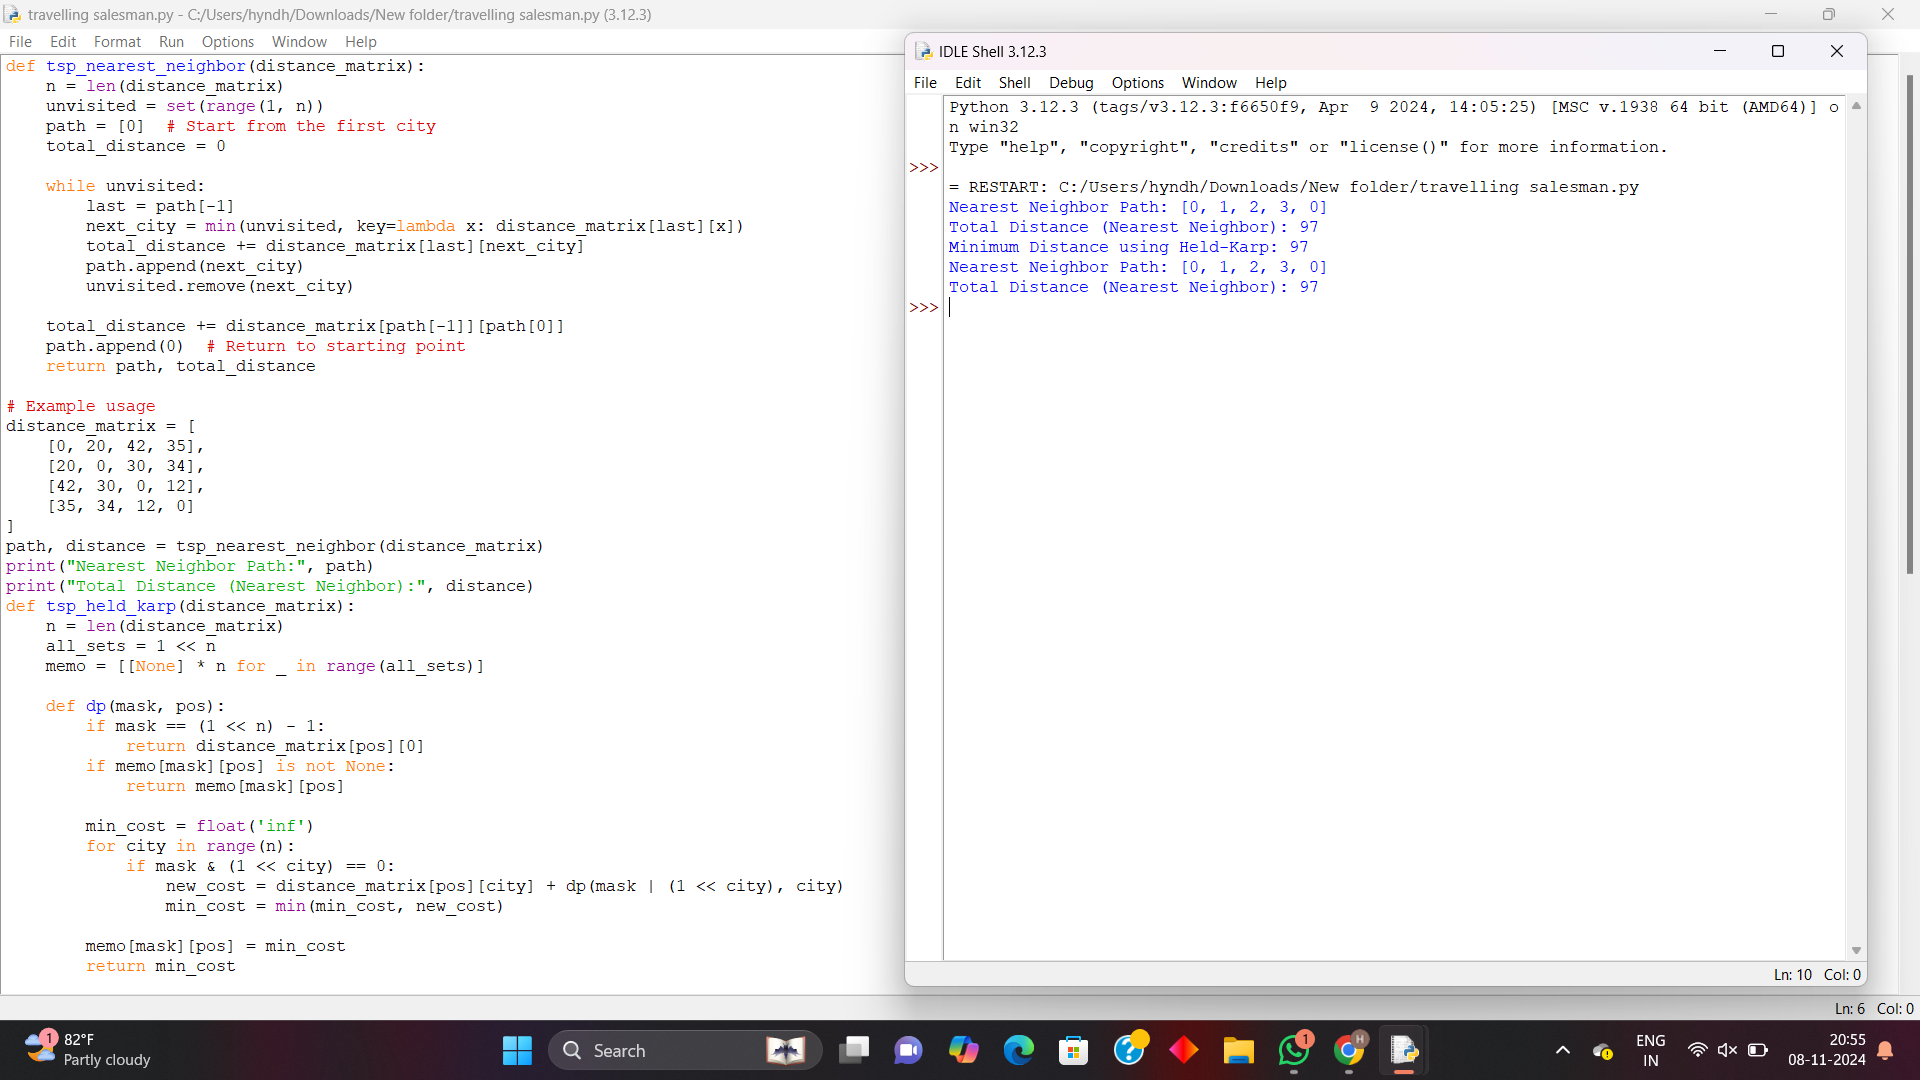 travelling salesman.py - C:/Users/hyndh/Downloads/New folder/travelling salesman.py (3.12.3)
File Edit Format Run Options Window Help
def tsp_nearest_neighbor(distance_matrix):
    n = len(distance_matrix)
    unvisited = set(range(1, n))
    path = [0]  # Start from the first city
    total_distance = 0

    while unvisited:
        last = path[-1]
        next_city = min(unvisited, key=lambda x: distance_matrix[last][x])
        total_distance += distance_matrix[last][next_city]
        path.append(next_city)
        unvisited.remove(next_city)

    total_distance += distance_matrix[path[-1]][path[0]]
    path.append(0)  # Return to starting point
    return path, total_distance

# Example usage
distance_matrix = [
    [0, 20, 42, 35],
    [20, 0, 30, 34],
    [42, 30, 0, 12],
    [35, 34, 12, 0]
]
path, distance = tsp_nearest_neighbor(distance_matrix)
print("Nearest Neighbor Path:", path)
print("Total Distance (Nearest Neighbor):", distance)
def tsp_held_karp(distance_matrix):
    n = len(distance_matrix)
    all_sets = 1 << n
    memo = [[None] * n for _ in range(all_sets)]

    def dp(mask, pos):
        if mask == (1 << n) - 1:
            return distance_matrix[pos][0]
        if memo[mask][pos] is not None:
            return memo[mask][pos]

        min_cost = float('inf')
        for city in range(n):
            if mask & (1 << city) == 0:
                new_cost = distance_matrix[pos][city] + dp(mask | (1 << city), city)
                min_cost = min(min_cost, new_cost)

        memo[mask][pos] = min_cost
        return min_cost
Ln: 6 Col: 0
IDLE Shell 3.12.3
File Edit Shell Debug Options Window Help
Python 3.12.3 (tags/v3.12.3:f6650f9, Apr  9 2024, 14:05:25) [MSC v.1938 64 bit (AMD64)] o
n win32
Type "help", "copyright", "credits" or "license()" for more information.
>>>
= RESTART: C:/Users/hyndh/Downloads/New folder/travelling salesman.py
Nearest Neighbor Path: [0, 1, 2, 3, 0]
Total Distance (Nearest Neighbor): 97
Minimum Distance using Held-Karp: 97
Nearest Neighbor Path: [0, 1, 2, 3, 0]
Total Distance (Nearest Neighbor): 97
>>>
Ln: 10 Col: 0
1
82°F
Partly cloudy
Search
1
H
ENG
IN
20:55
08-11-2024